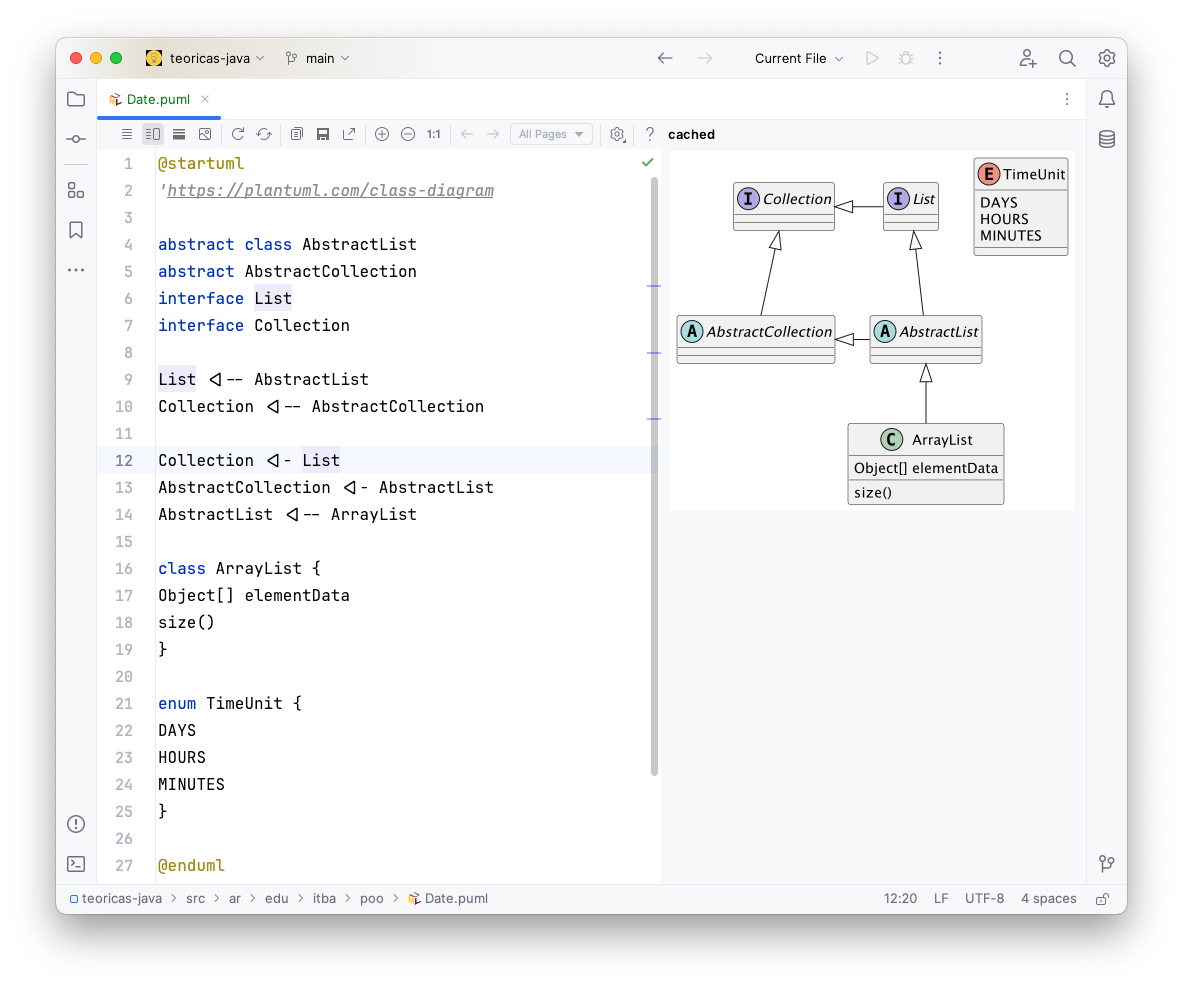 teoricas-java main Current File
Date.puml
1:1 All Pages ? cached
1 @startuml
2 'https://plantuml.com/class-diagram
3
4 abstract class AbstractList
5 abstract AbstractCollection
6 interface List
7 interface Collection
8
9 List <|-- AbstractList
10 Collection <|-- AbstractCollection
11
12 Collection <|- List
13 AbstractCollection <|- AbstractList
14 AbstractList <|-- ArrayList
15
16 class ArrayList {
17 Object[] elementData
18 size()
19 }
20
21 enum TimeUnit {
22 DAYS
23 HOURS
24 MINUTES
25 }
26
27 @enduml
I Collection
I List
E TimeUnit
DAYS
HOURS
MINUTES
A AbstractCollection
A AbstractList
C ArrayList
Object[] elementData
size()
teoricas-java > src > ar > edu > itba > poo > Date.puml 12:20 LF UTF-8 4 spaces